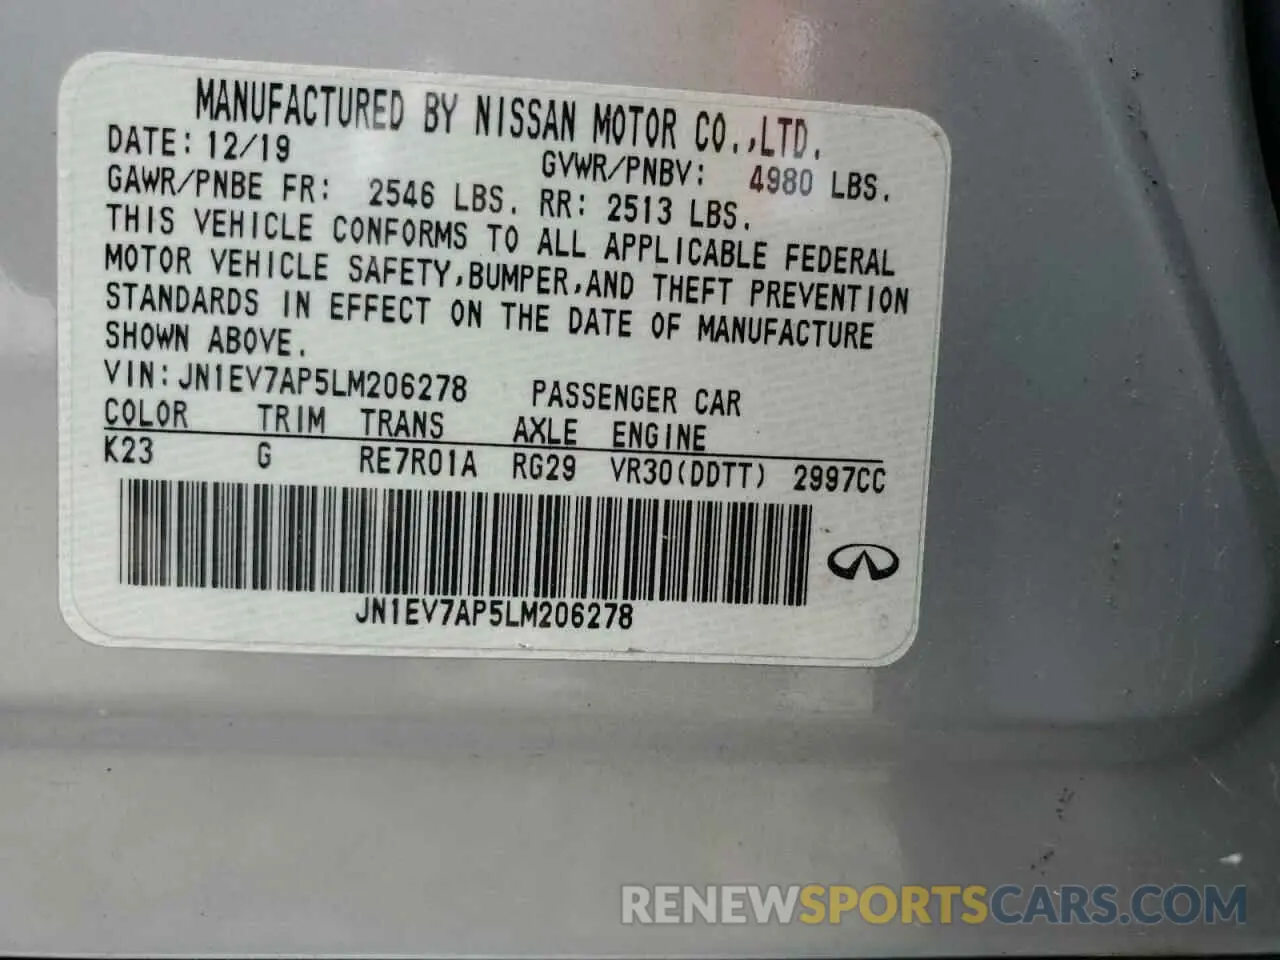 MANUFACTURED BY NISSAN MOTOR CO.,LTD.
DATE: 12/19 GVWR/PNBV: 4980 LBS.
GAWR/PNBE FR: 2546 LBS. RR: 2513 LBS.
THIS VEHICLE CONFORMS TO ALL APPLICABLE FEDERAL
MOTOR VEHICLE SAFETY,BUMPER,AND THEFT PREVENTION
STANDARDS IN EFFECT ON THE DATE OF MANUFACTURE
SHOWN ABOVE.
VIN:JN1EV7AP5LM206278 PASSENGER CAR
COLOR TRIM TRANS AXLE ENGINE
K23 G RE7R01A RG29 VR30(DDTT) 2997CC
JN1EV7AP5LM206278
RENEWSPORTSCARS.COM